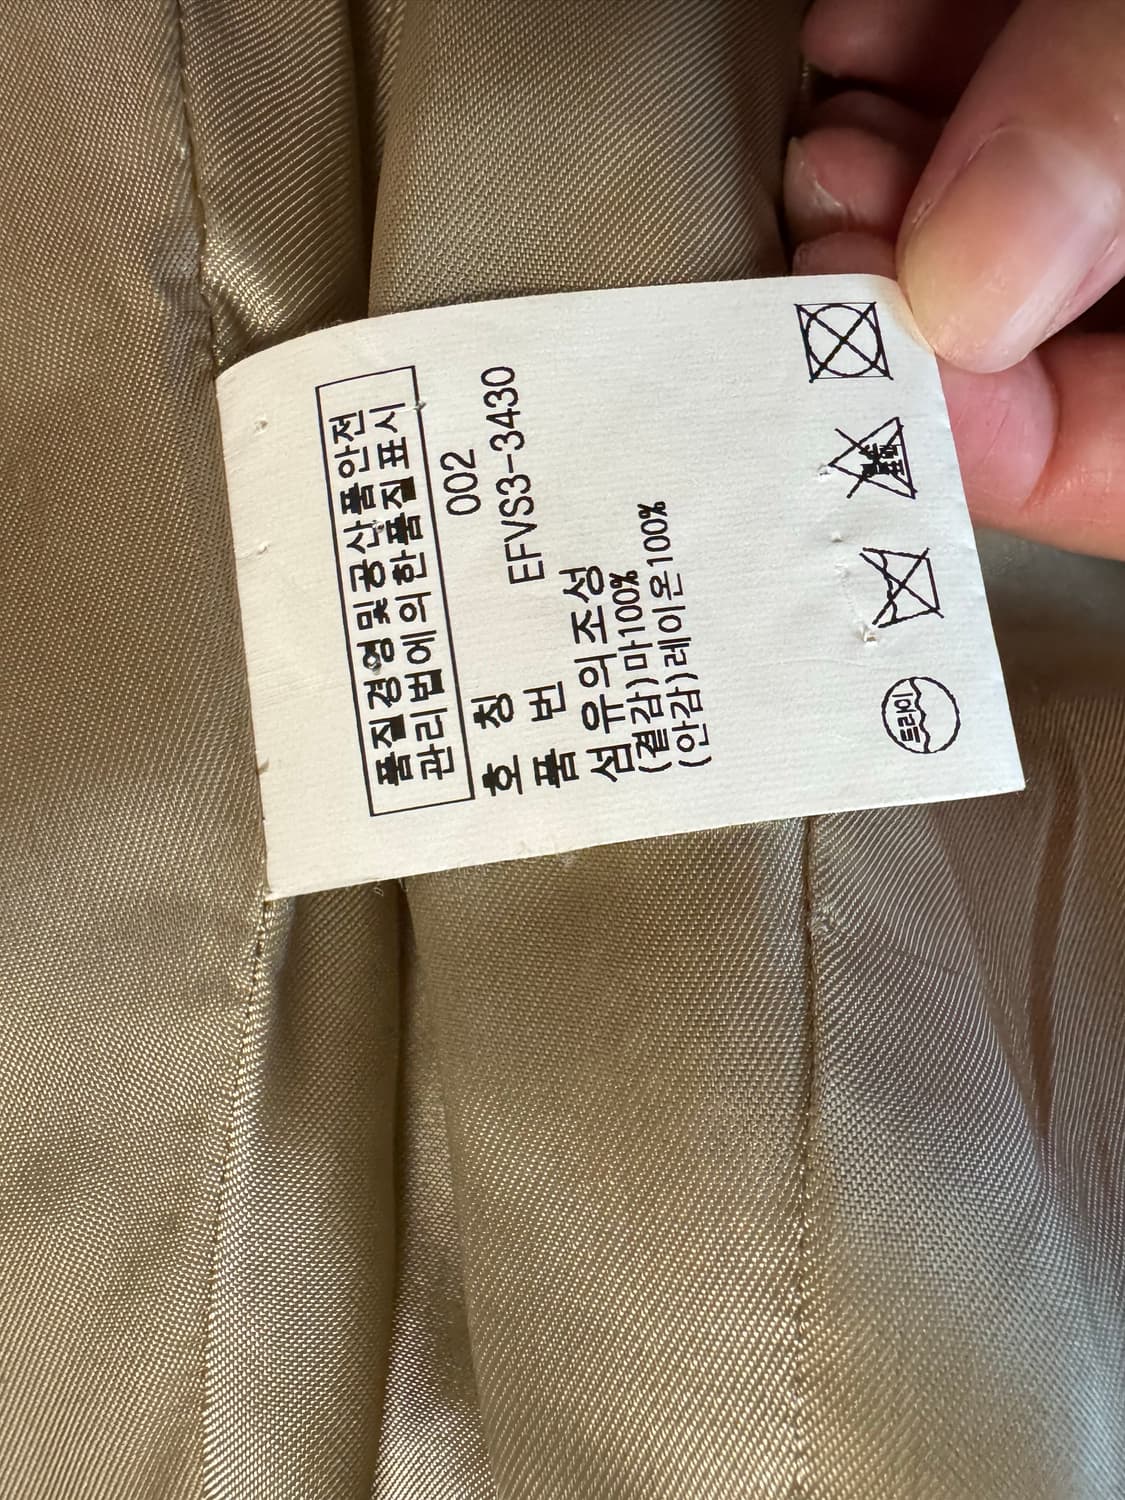 품질경영및공산품안전
관리법에의한품질표시
호 칭 002
품 번 EFVS3-3430
섬유의조성
(겉감)마100%
(안감)레이온100%
드라이